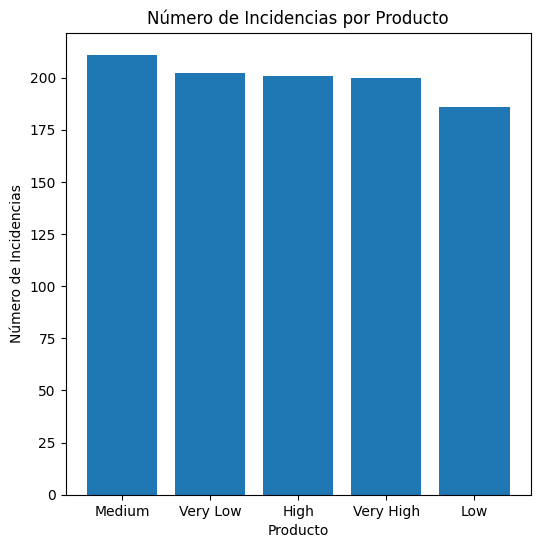 Número de Incidencias por Producto
Número de Incidencias
200
175
150
125
100
75
50
25
0
Medium Very Low High Very High Low
Producto